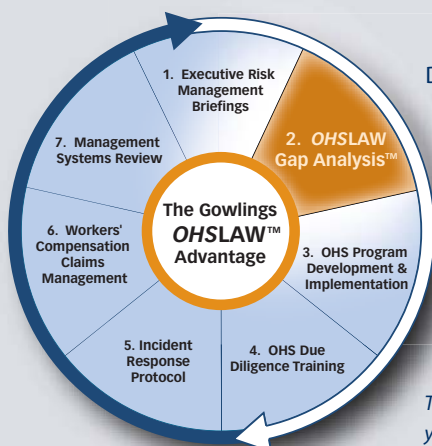 1. Executive Risk
Management
Briefings
2. OHSLAW
Gap Analysis™
3. OHS Program
Development &
Implementation
4. OHS Due
Diligence Training
5. Incident
Response
Protocol
6. Workers'
Compensation
Claims
Management
7. Management
Systems Review
The Gowlings
OHSLAW™
Advantage